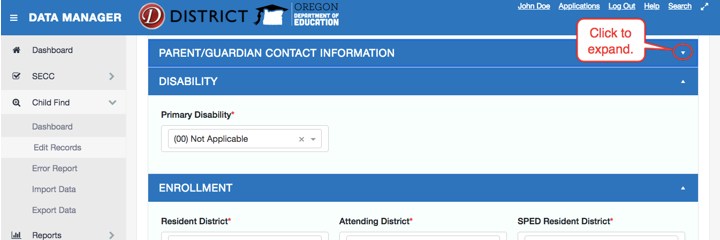 DATA MANAGER
D DISTRICT
OREGON
DEPARTMENT OF
EDUCATION
John Doe Applications Log Out Help Search
Click to
expand.
Dashboard
SECC
Child Find
Dashboard
Edit Records
Error Report
Import Data
Export Data
Reports
PARENT/GUARDIAN CONTACT INFORMATION
DISABILITY
Primary Disability*
(00) Not Applicable
ENROLLMENT
Resident District* Attending District* SPED Resident District*